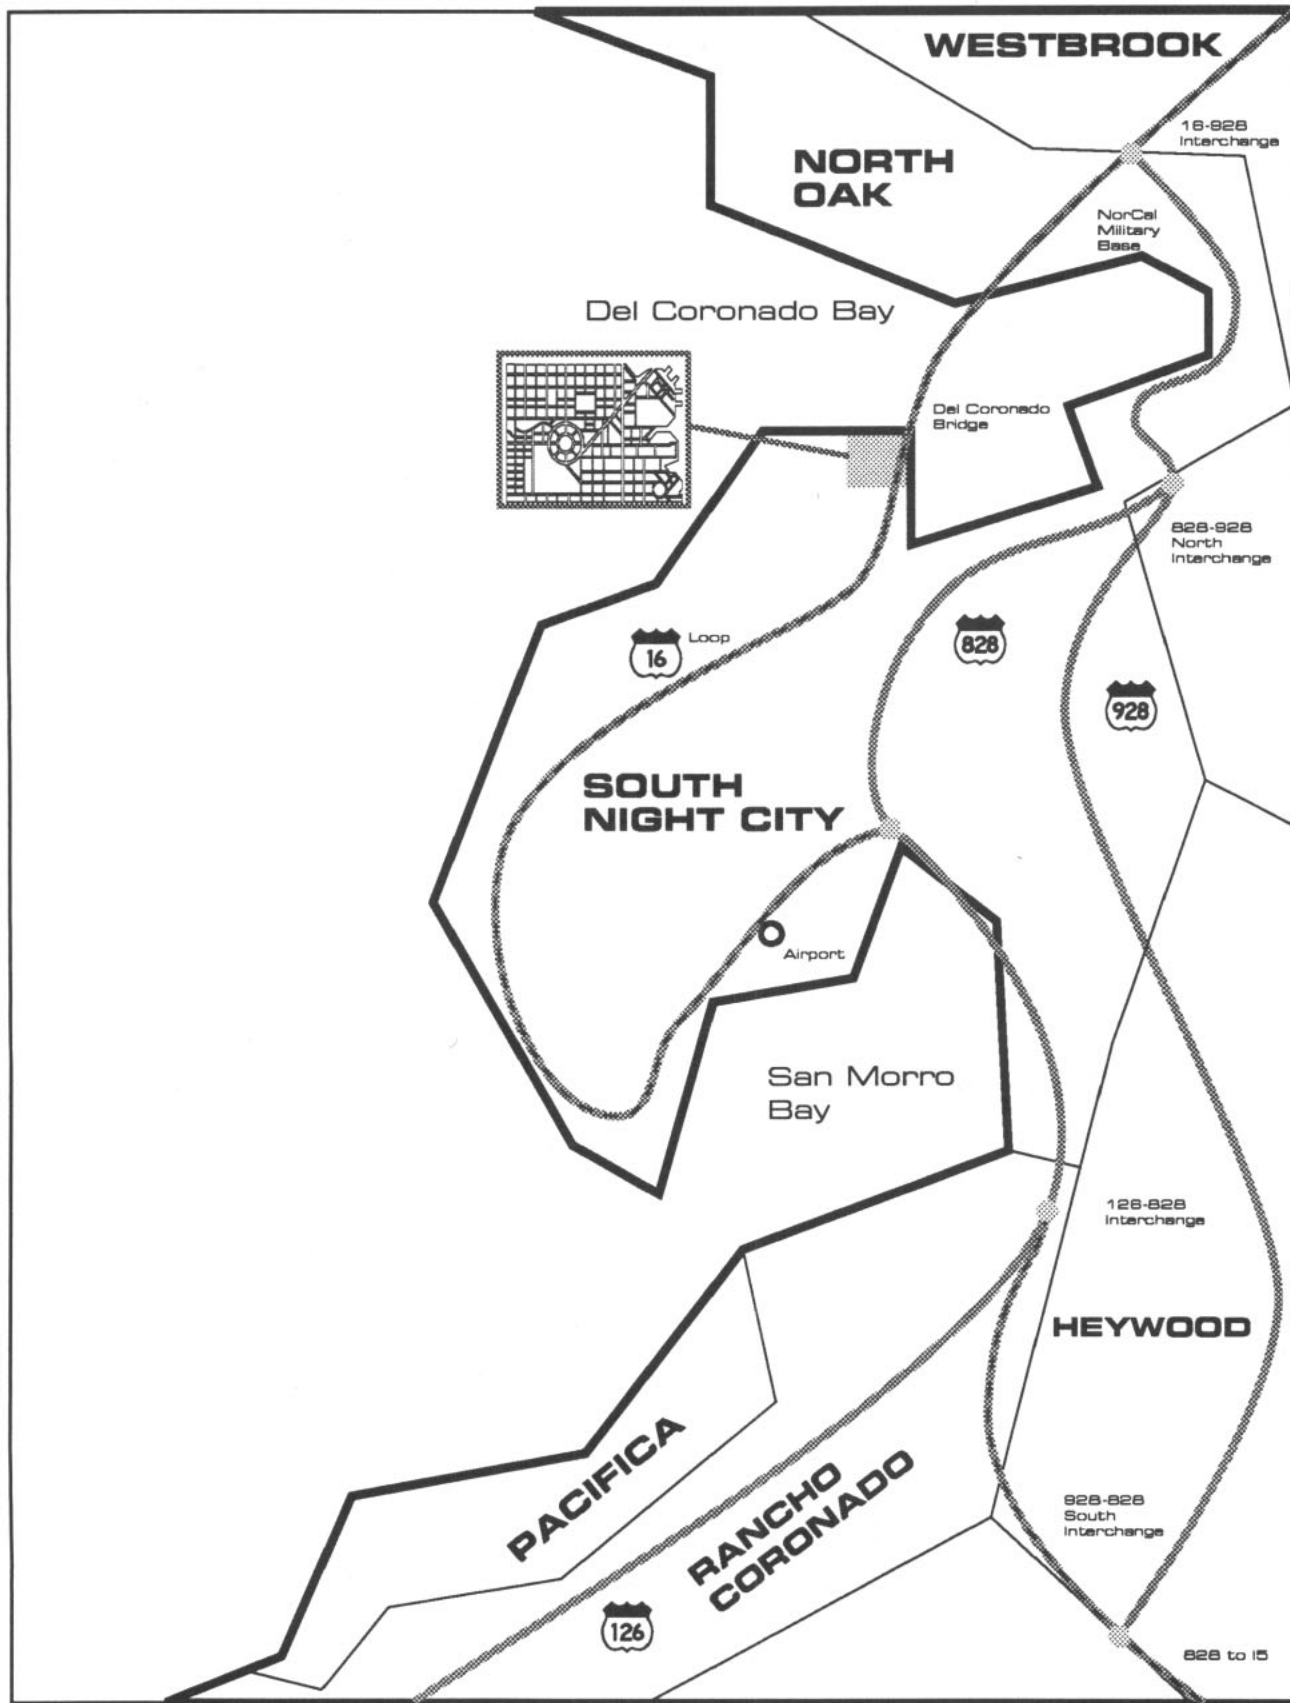 WESTBROOK
16-928
Interchange
NORTH
OAK
NorCal
Military
Base
Del Coronado Bay
Del Coronado
Bridge
828-928
North
Interchange
16
Loop
828
928
SOUTH
NIGHT CITY
Airport
San Morro
Bay
126-828
Interchange
HEYWOOD
PACIFICA
RANCHO
CORONADO
928-828
South
Interchange
126
828 to I5